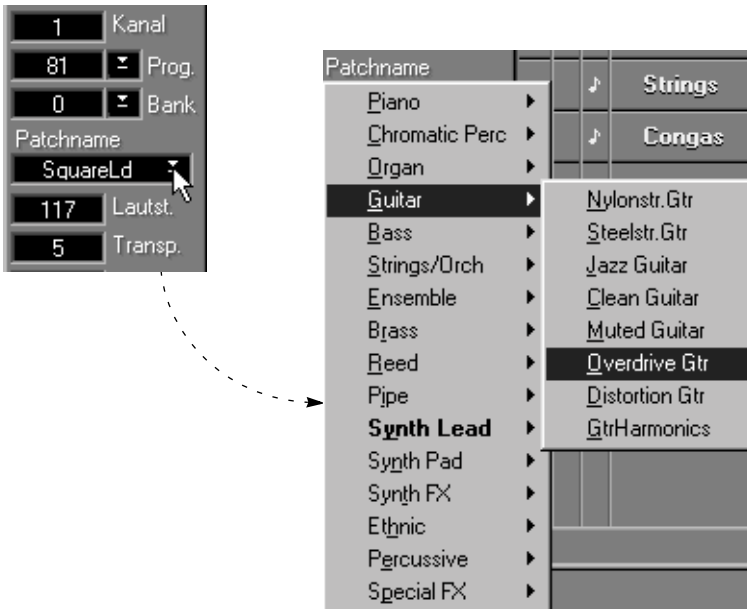 1 Kanal
81 Prog.
0 Bank
Patchname
SquareLd
117 Lautst.
5 Transp.
Patchname
Piano
Chromatic Perc
Organ
Guitar
Bass
Strings/Orch
Ensemble
Brass
Reed
Pipe
Synth Lead
Synth Pad
Synth FX
Ethnic
Percussive
Special FX
Strings
Congas
Nylonstr.Gtr
Steelstr.Gtr
Jazz Guitar
Clean Guitar
Muted Guitar
Overdrive Gtr
Distortion Gtr
GtrHarmonics